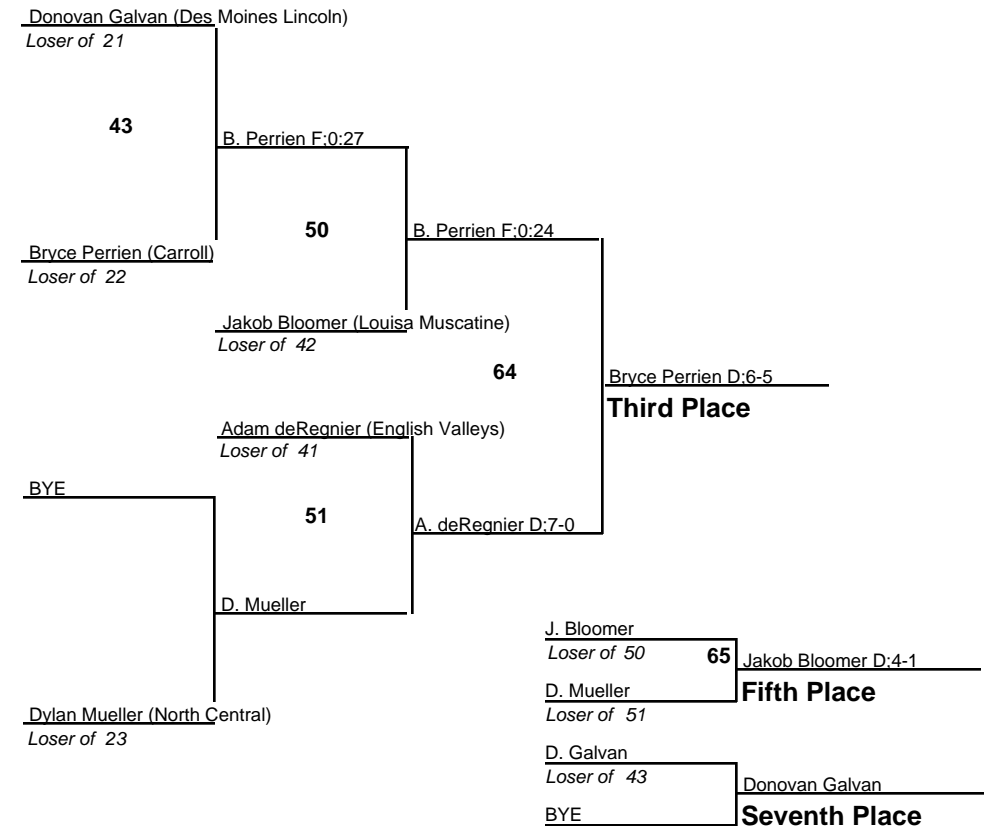 Donovan Galvan (Des Moines Lincoln)
Loser of 21
43
B. Perrien F;0:27
50
B. Perrien F;0:24
Bryce Perrien (Carroll)
Loser of 22
Jakob Bloomer (Louisa Muscatine)
Loser of 42
64
Bryce Perrien D;6-5
Third Place
Adam deRegnier (English Valleys)
Loser of 41
BYE
51
A. deRegnier D;7-0
D. Mueller
J. Bloomer
Loser of 50
65
Jakob Bloomer D;4-1
Fifth Place
D. Mueller
Loser of 51
Dylan Mueller (North Central)
Loser of 23
D. Galvan
Loser of 43
Donovan Galvan
Seventh Place
BYE